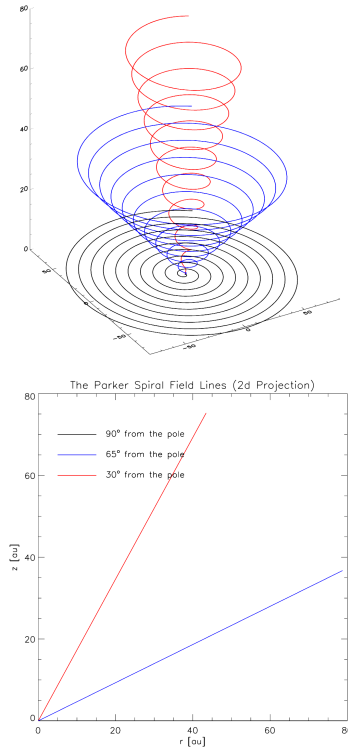 80
60
40
20
0
50
0
-50
-50
0
50
The Parker Spiral Field Lines (2d Projection)
80
90° from the pole
65° from the pole
30° from the pole
60
z [au]
40
20
0
0 20 40 60 80
r [au]